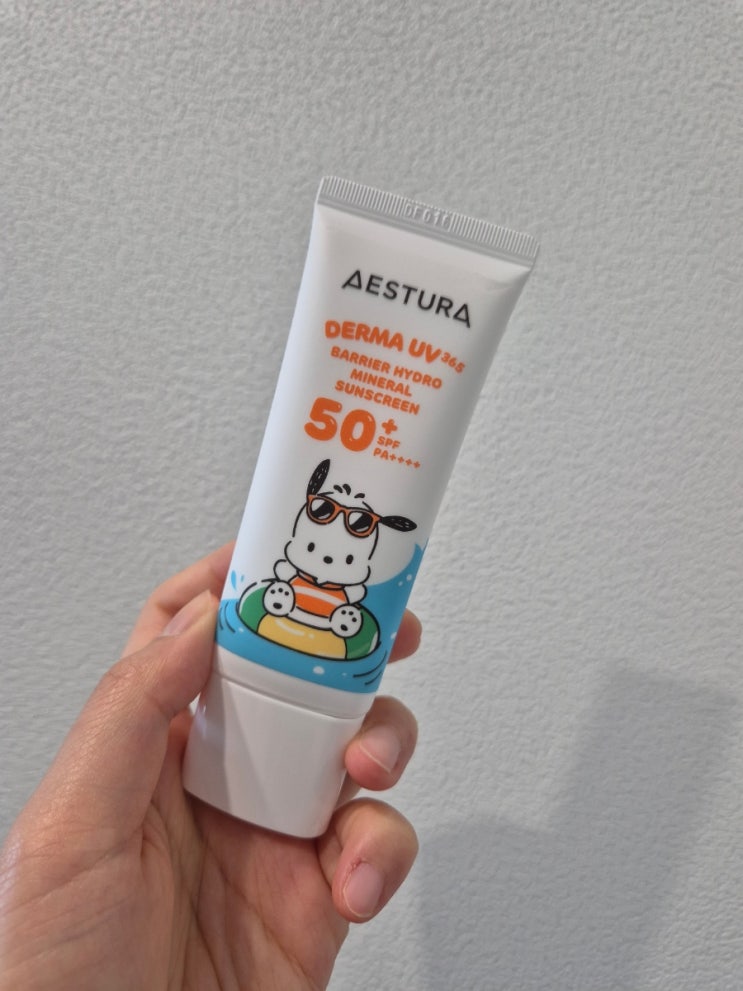 AESTURA
DERMA UV365
BARRIER HYDRO
MINERAL
SUNSCREEN
50+
SPF
PA++++